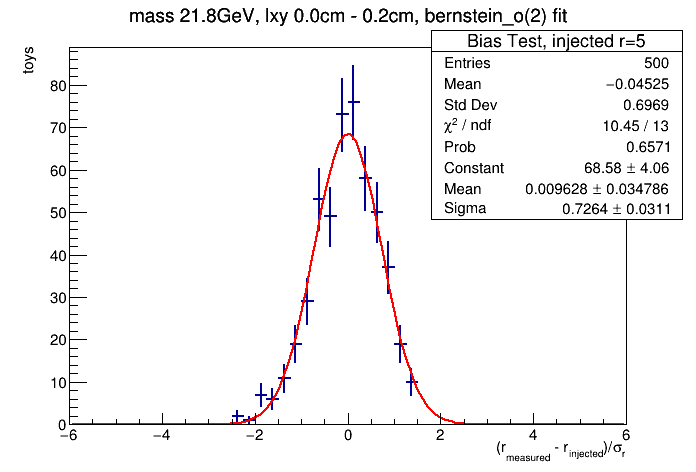 mass 21.8GeV, lxy 0.0cm - 0.2cm, bernstein_o(2) fit
toys
Bias Test, injected r=5
Entries 500
Mean −0.04525
Std Dev 0.6969
χ² / ndf 10.45 / 13
Prob 0.6571
Constant 68.58 ± 4.06
Mean 0.009628 ± 0.034786
Sigma 0.7264 ± 0.0311
80
70
60
50
40
30
20
10
0
−6 −4 −2 0 2 4 6
(r_measured - r_injected)/σ_r